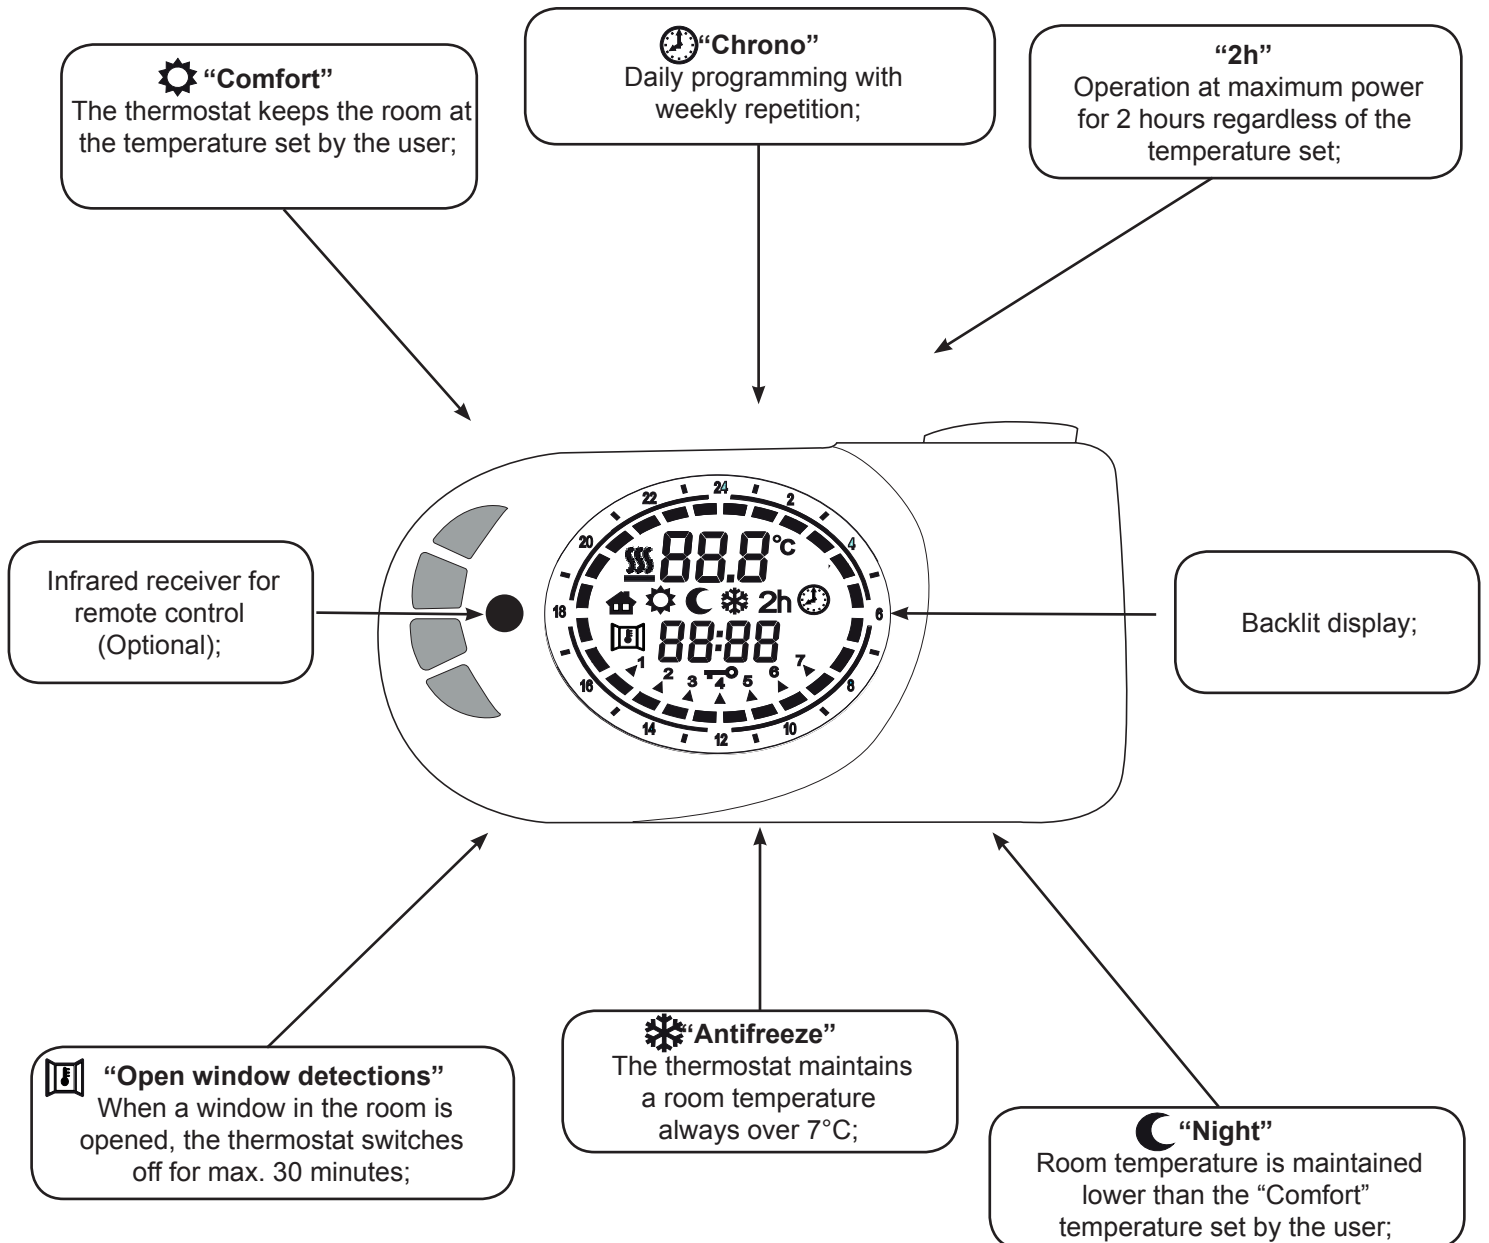 “Comfort”
The thermostat keeps the room at
the temperature set by the user;
“Chrono”
Daily programming with
weekly repetition;
“2h”
Operation at maximum power
for 2 hours regardless of the
temperature set;
Infrared receiver for
remote control
(Optional);
22 24 2
20 4
88.8°C
18 2h 6
88:88
1 2 3 4 5 6 7
16 8
14 12 10
Backlit display;
“Open window detections”
When a window in the room is
opened, the thermostat switches
off for max. 30 minutes;
“Antifreeze”
The thermostat maintains
a room temperature
always over 7°C;
“Night”
Room temperature is maintained
lower than the “Comfort”
temperature set by the user;